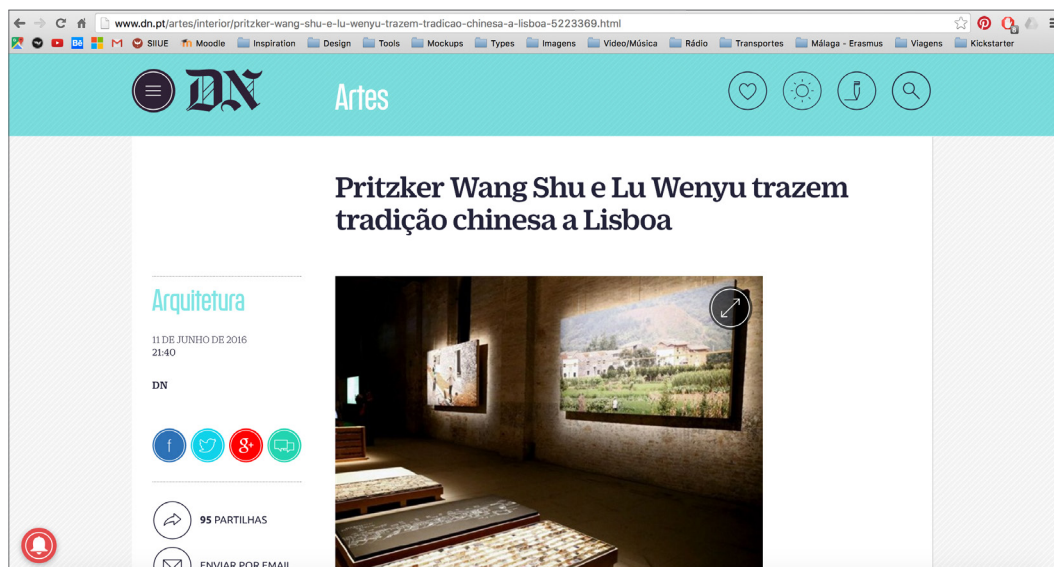 www.dn.pt/artes/interior/pritzker-wang-shu-e-lu-wenyu-trazem-tradicao-chinesa-a-lisboa-5223369.html
SIIUE Moodle Inspiration Design Tools Mockups Types Imagens Video/Música Rádio Transportes Málaga - Erasmus Viagens Kickstarter
DN Artes
Pritzker Wang Shu e Lu Wenyu trazem
tradição chinesa a Lisboa
Arquitetura
11 DE JUNHO DE 2016
21:40
DN
95 PARTILHAS
ENVIAR POR EMAIL